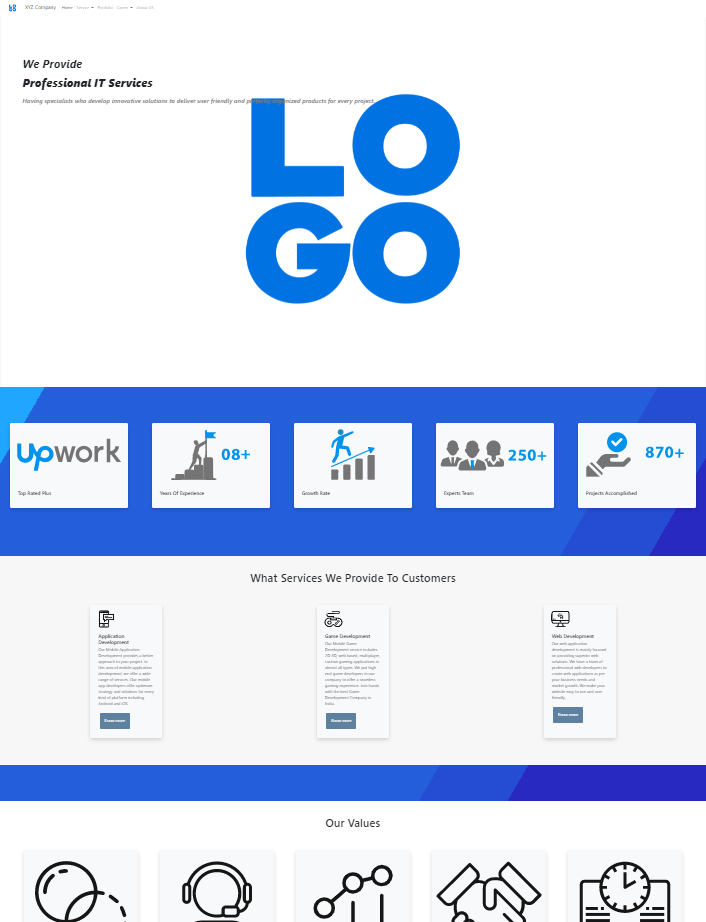 XYZ Company Home Service Portfolio Career About US
We Provide
Professional IT Services
Having specialists who develop innovative solutions to deliver user friendly and perfectly organized products for every project.
LO
GO
upwork
Top Rated Plus
08+
Years Of Experience
Growth Rate
250+
Experts Team
870+
Projects Accomplished
What Services We Provide To Customers
Application
Development
Our Mobile Application
Development provides a better
approach to your project. In
this area of mobile application
development, we offer a wide
range of services. Our mobile
app developers offer optimum
strategy and solutions for every
kind of platform including
Android and iOS.
Know more
Game Development
Our Mobile Game
Development service includes
2D-3D, web based, multiplayer,
custom gaming applications or
almost all types. We put high
end game developers in our
company to offer a seamless
gaming experience. Join hands
with the best Game
Development Company in
India.
Know more
Web Development
Our web application
development is mostly focused
on providing superior web
solutions. We have a team of
professional web developers to
create web applications as per
your business needs and
market growth. We make your
website easy to use and user
friendly.
Know more
Our Values